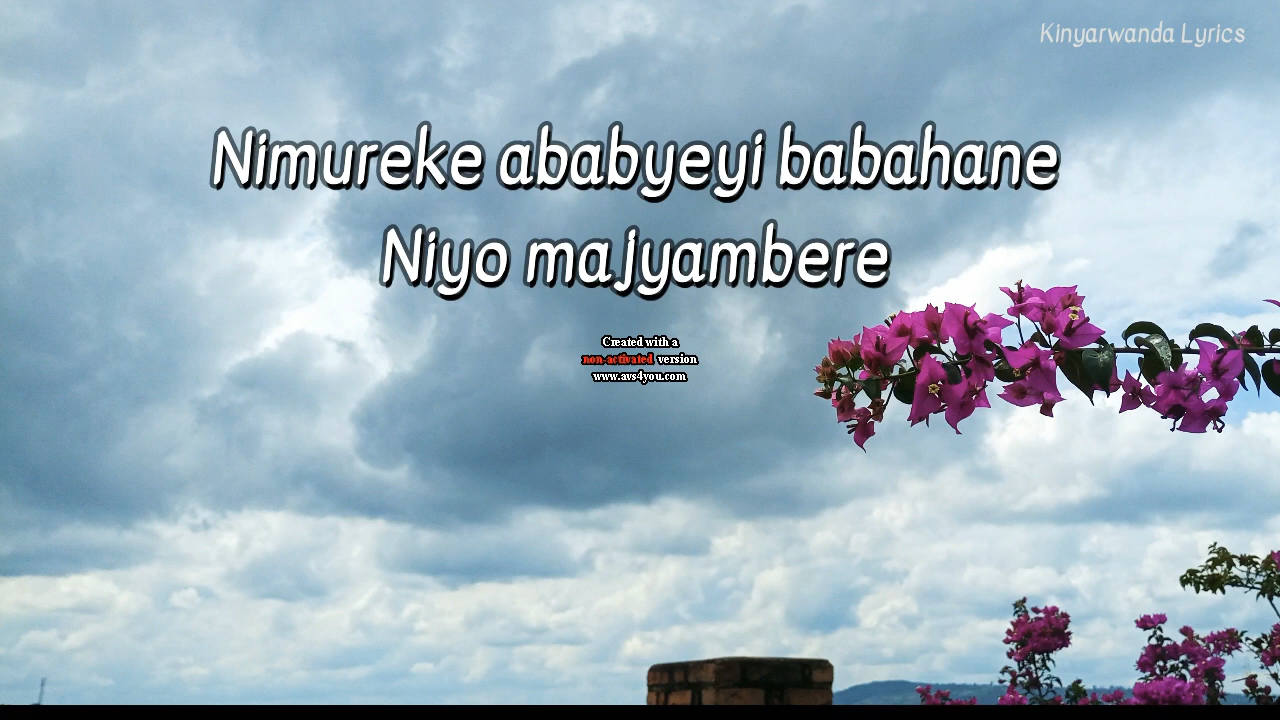 Kinyarwanda Lyrics
Nimureke ababyeyi babahane
Niyo majyambere
Created with a
non-activated version
www.avs4you.com